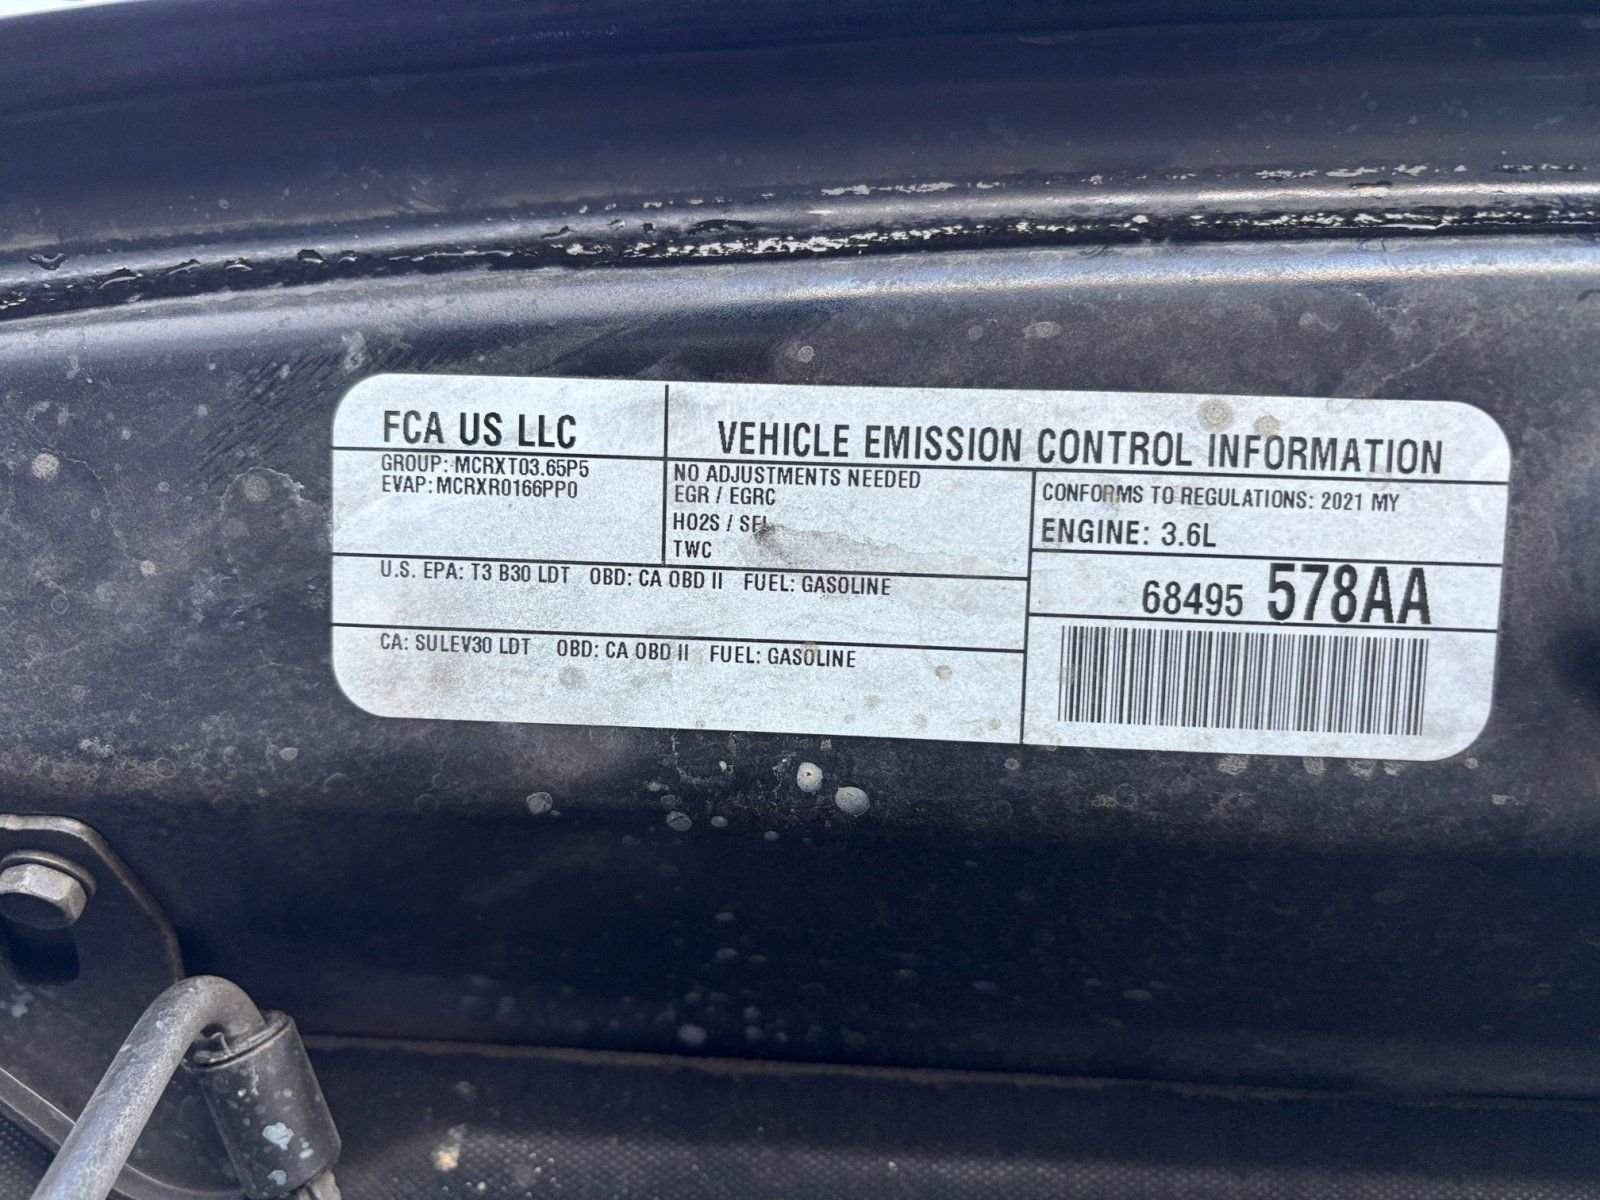 FCA US LLC
VEHICLE EMISSION CONTROL INFORMATION
GROUP: MCRXT03.65P5
EVAP: MCRXR0166PP0
NO ADJUSTMENTS NEEDED
EGR / EGRC
HO2S / SFI
TWC
CONFORMS TO REGULATIONS: 2021 MY
ENGINE: 3.6L
U.S. EPA: T3 B30 LDT OBD: CA OBD II FUEL: GASOLINE
CA: SULEV30 LDT OBD: CA OBD II FUEL: GASOLINE
68495 578AA